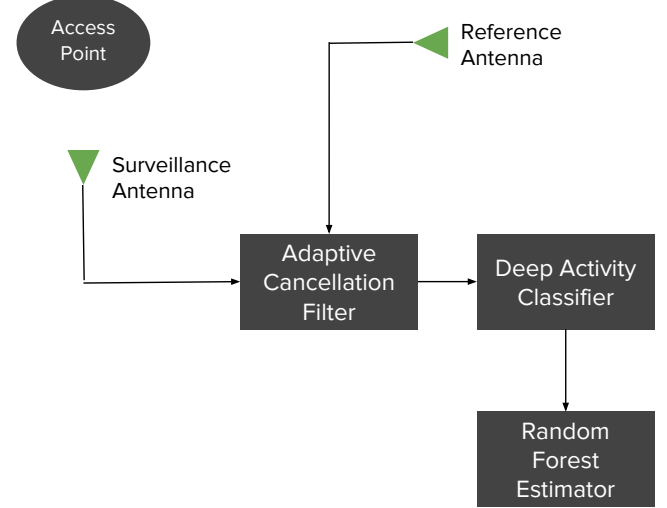 Access
Point
Reference
Antenna
Surveillance
Antenna
Adaptive
Cancellation
Filter
Deep Activity
Classifier
Random
Forest
Estimator